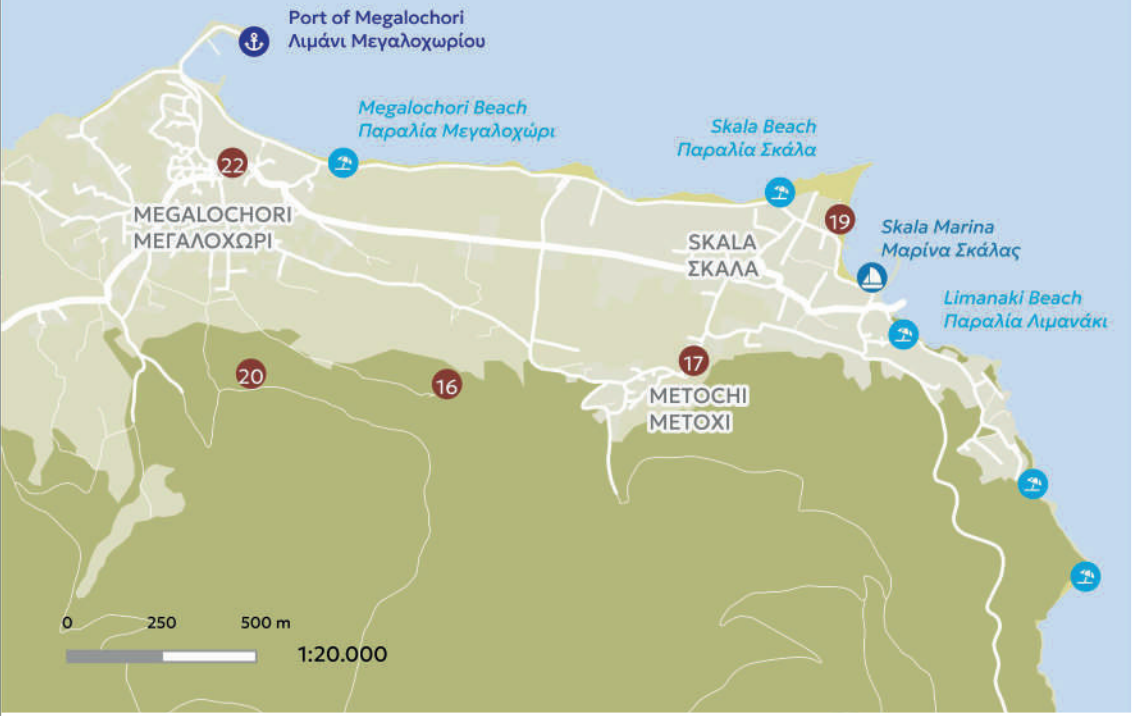 Port of Megalochori
Λιμάνι Μεγαλοχωρίου
Megalochori Beach
Παραλία Μεγαλοχώρι
Skala Beach
Παραλία Σκάλα
22
19
MEGALOCHORI
ΜΕΓΑΛΟΧΩΡΙ
Skala Marina
Μαρίνα Σκάλας
SKALA
ΣΚΑΛΑ
Limanaki Beach
Παραλία Λιμανάκι
20
16
17
METOCHI
ΜΕΤΟΧΙ
0 250 500 m
1:20.000